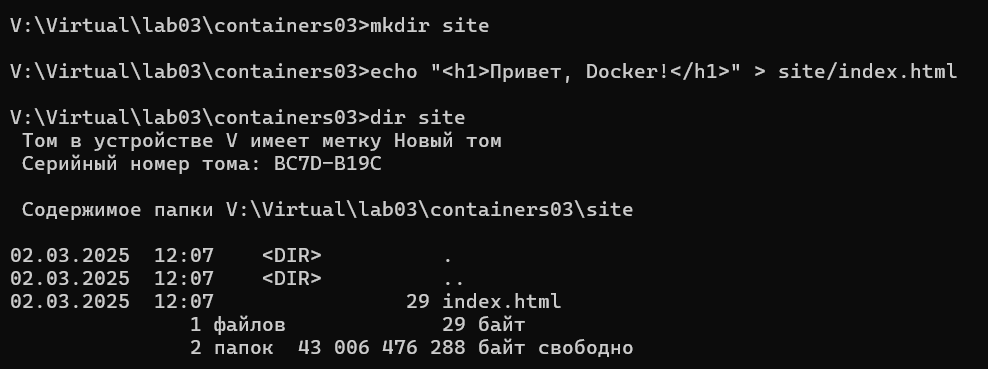 V:\Virtual\lab03\containers03>mkdir site
V:\Virtual\lab03\containers03>echo "<h1>Привет, Docker!</h1>" > site/index.html
V:\Virtual\lab03\containers03>dir site
Том в устройстве V имеет метку Новый том
Серийный номер тома: BC7D-B19C
Содержимое папки V:\Virtual\lab03\containers03\site
02.03.2025  12:07    <DIR>          .
02.03.2025  12:07    <DIR>          ..
02.03.2025  12:07                29 index.html
1 файлов             29 байт
2 папок  43 006 476 288 байт свободно